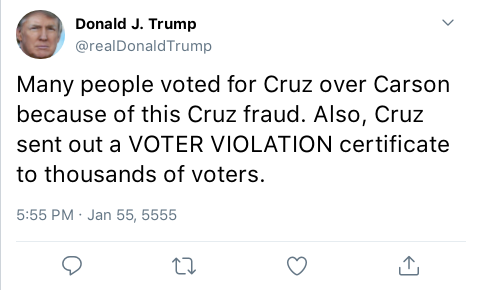 Donald J. Trump
@realDonaldTrump
Many people voted for Cruz over Carson
because of this Cruz fraud. Also, Cruz
sent out a VOTER VIOLATION certificate
to thousands of voters.
5:55 PM · Jan 55, 5555